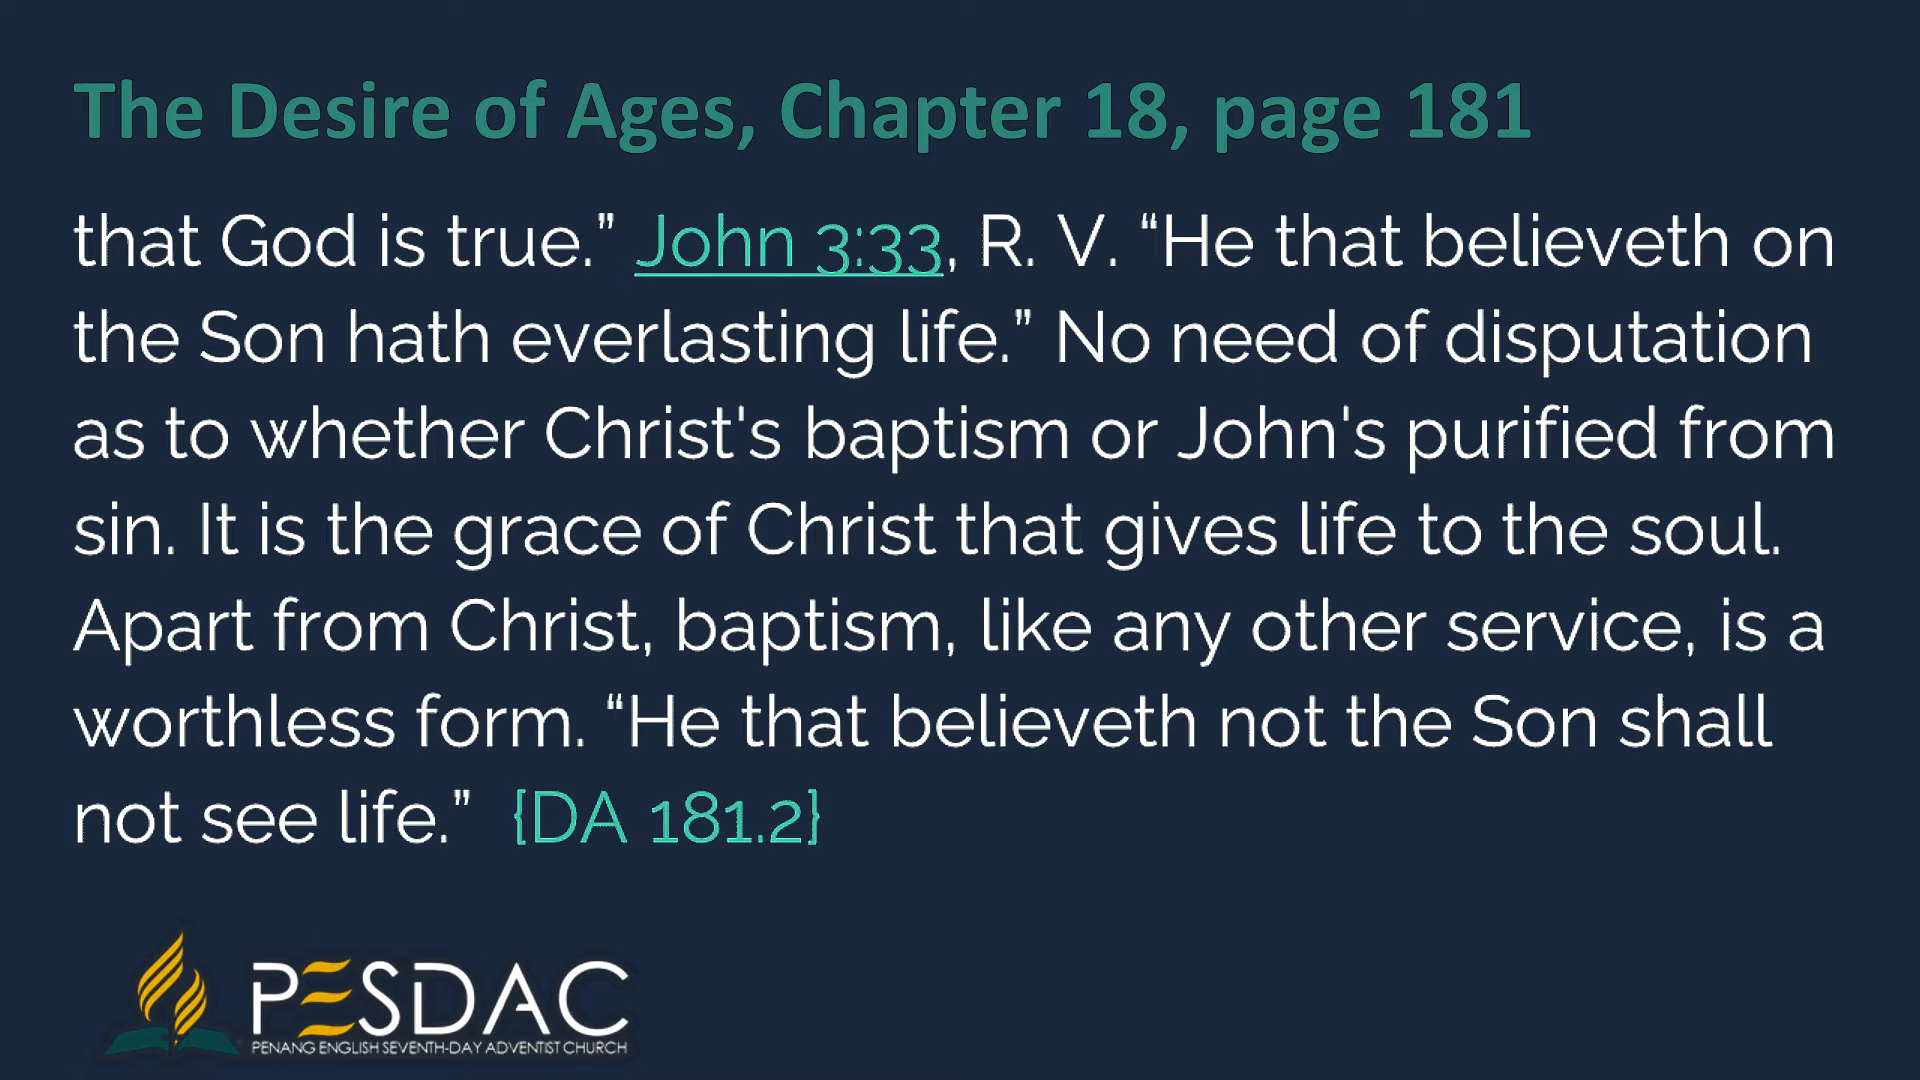 The Desire of Ages, Chapter 18, page 181
that God is true.” John 3:33, R. V. “He that believeth on
the Son hath everlasting life.” No need of disputation
as to whether Christ's baptism or John's purified from
sin. It is the grace of Christ that gives life to the soul.
Apart from Christ, baptism, like any other service, is a
worthless form. “He that believeth not the Son shall
not see life.” {DA 181.2}
PESDAC
PENANG ENGLISH SEVENTH-DAY ADVENTIST CHURCH